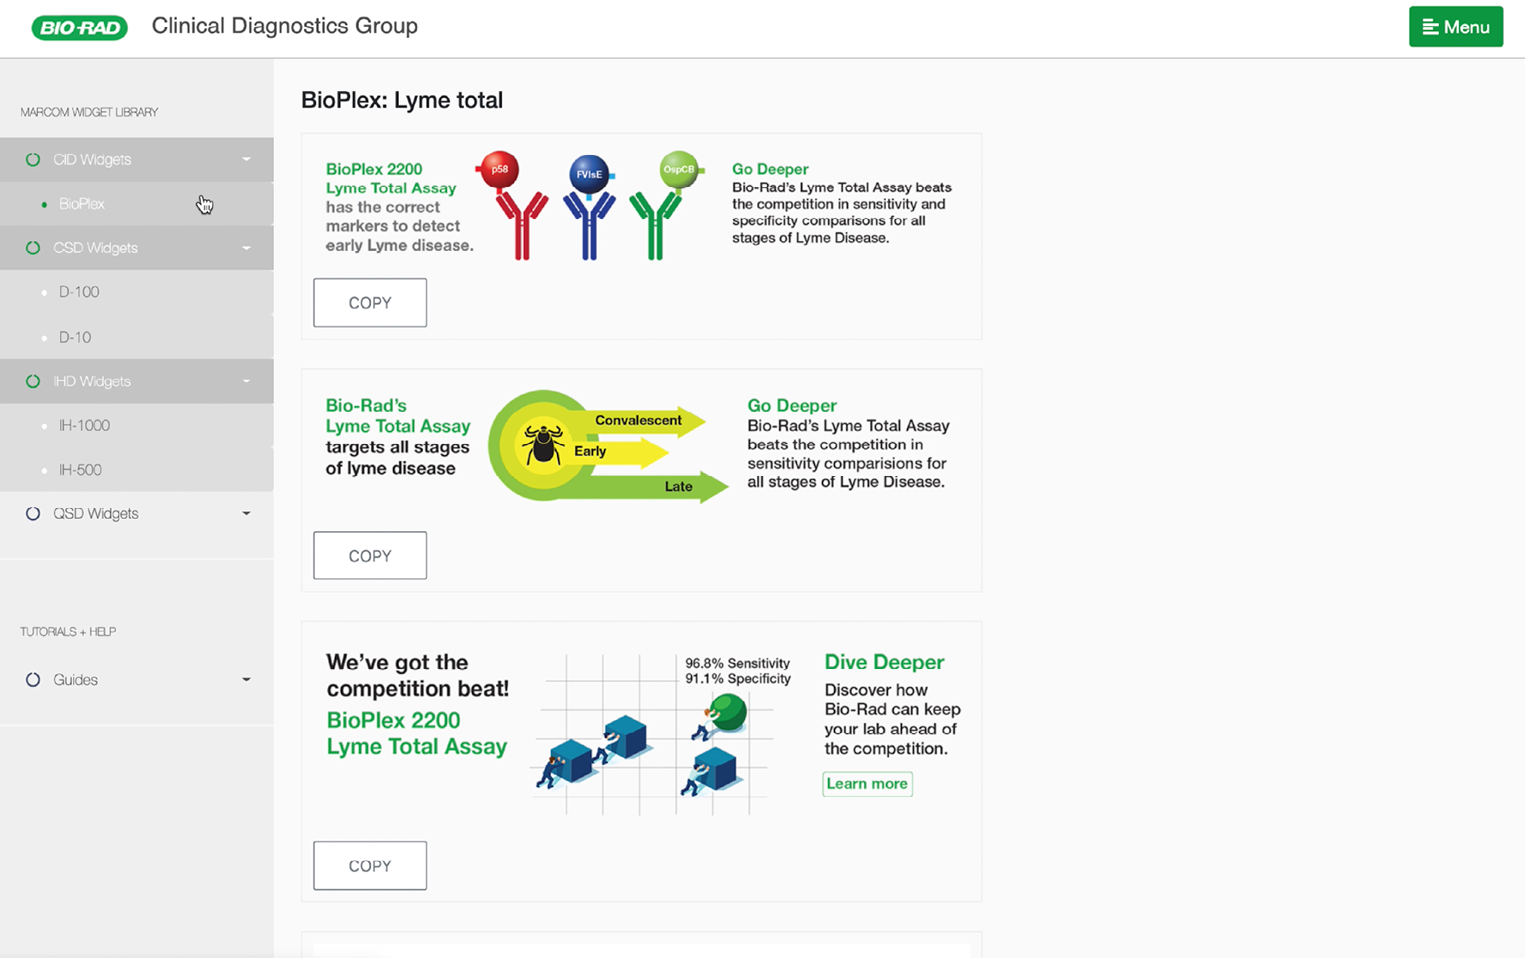 BIO-RAD
Clinical Diagnostics Group
Menu
MARCOM WIDGET LIBRARY
CID Widgets
BioPlex
CSD Widgets
D-100
D-10
IHD Widgets
IH-1000
IH-500
QSD Widgets
TUTORIALS + HELP
Guides
BioPlex: Lyme total
BioPlex 2200
Lyme Total Assay
has the correct
markers to detect
early Lyme disease.
p58
FVlsE
OspCB
Go Deeper
Bio-Rad's Lyme Total Assay beats
the competition in sensitivity and
specificity comparisons for all
stages of Lyme Disease.
COPY
Bio-Rad's
Lyme Total Assay
targets all stages
of lyme disease
Convalescent
Early
Late
Go Deeper
Bio-Rad's Lyme Total Assay
beats the competition in
sensitivity comparisions for
all stages of Lyme Disease.
COPY
We've got the
competition beat!
BioPlex 2200
Lyme Total Assay
96.8% Sensitivity
91.1% Specificity
Dive Deeper
Discover how
Bio-Rad can keep
your lab ahead of
the competition.
Learn more
COPY